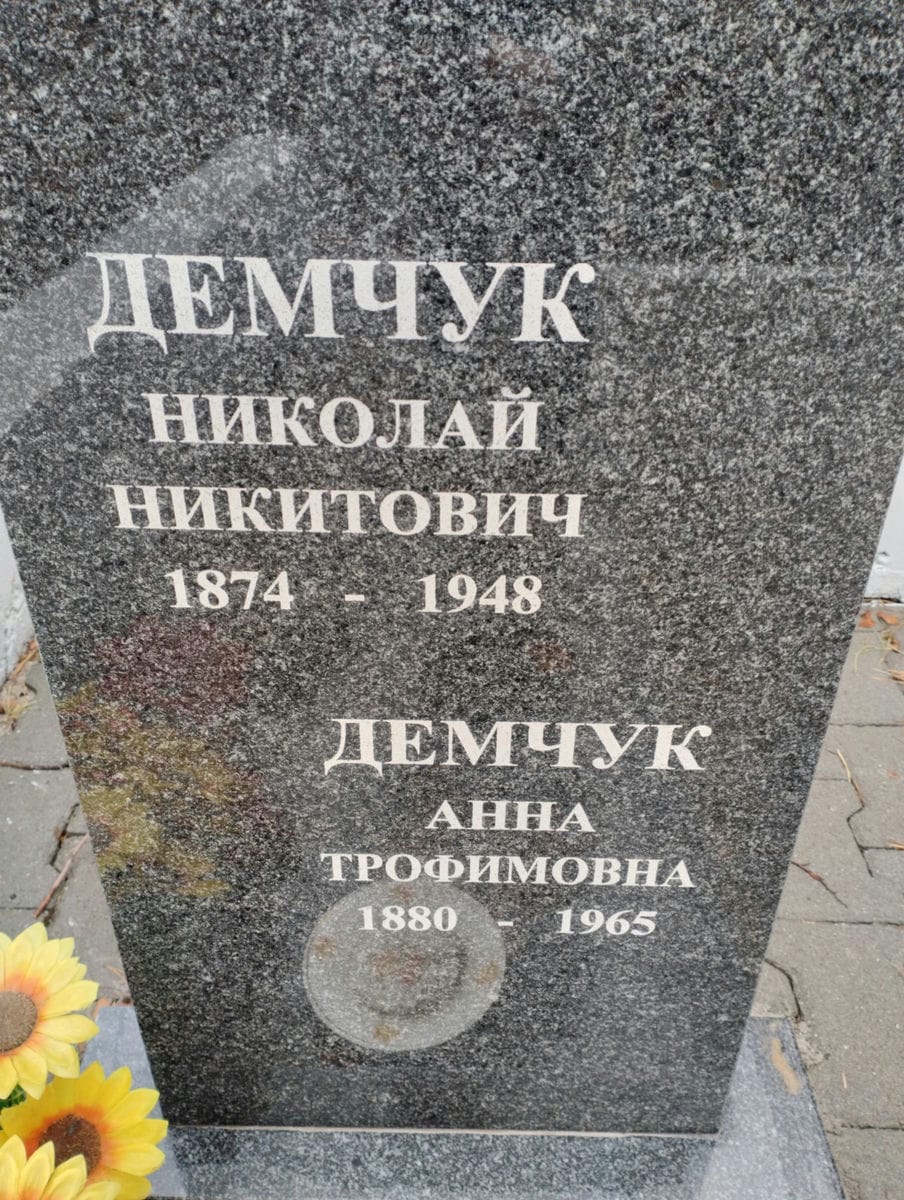 ДЕМЧУК
НИКОЛАЙ
НИКИТОВИЧ
1874 - 1948
ДЕМЧУК
АННА
ТРОФИМОВНА
1880 - 1965